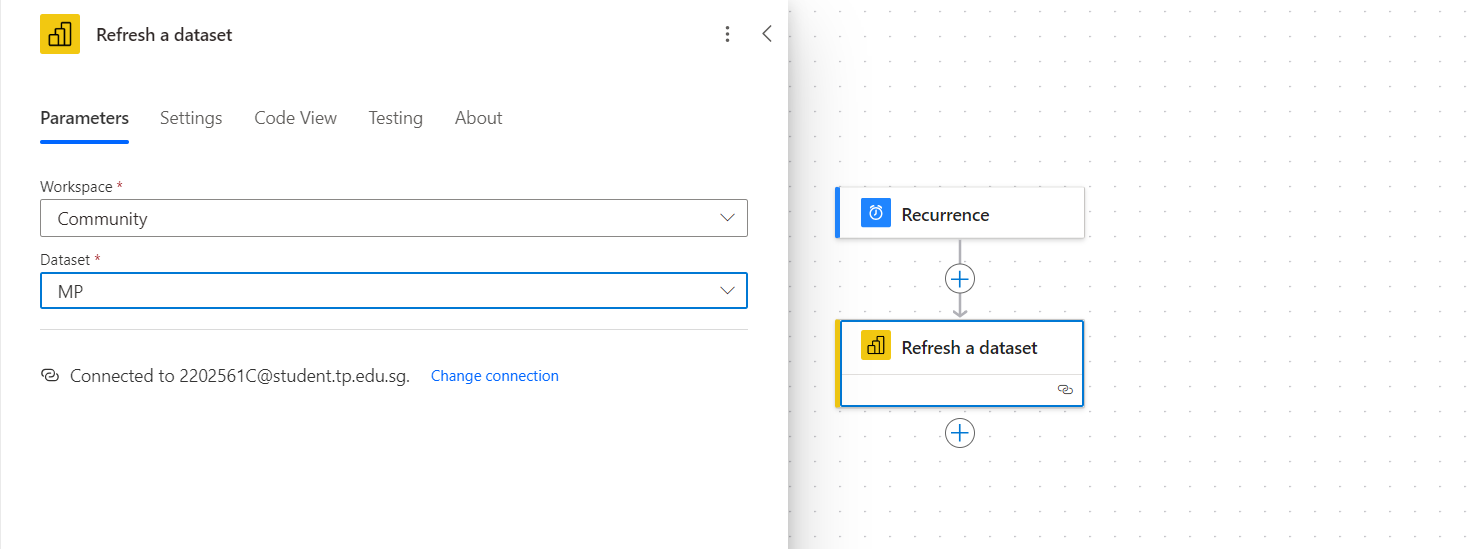 Refresh a dataset
Parameters Settings Code View Testing About
Workspace *
Community
Dataset *
MP
Connected to 2202561C@student.tp.edu.sg. Change connection
Recurrence
Refresh a dataset